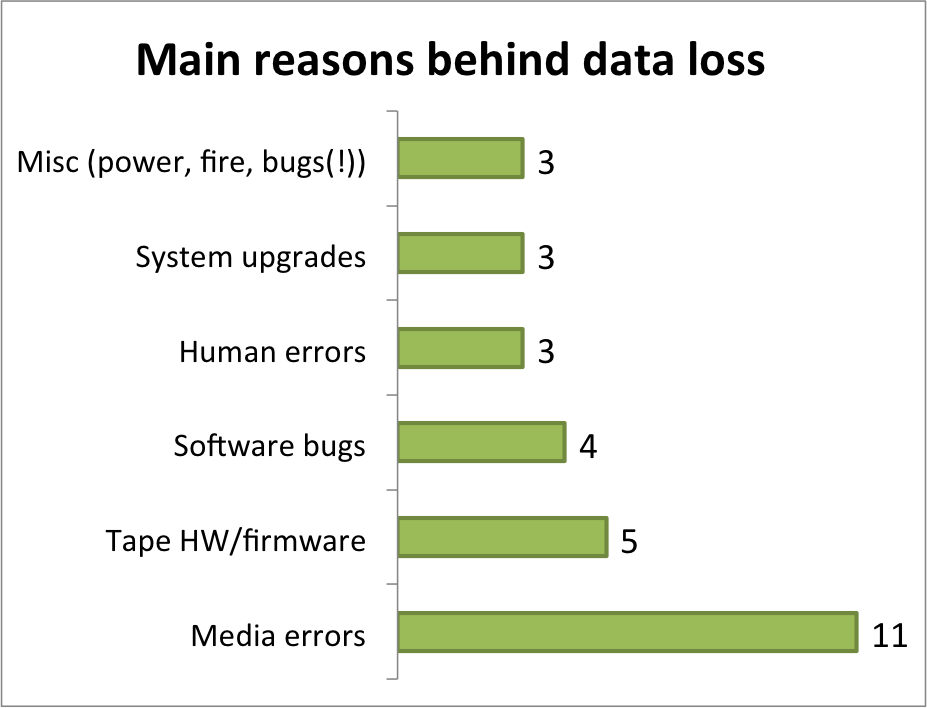 Main reasons behind data loss
Misc (power, fire, bugs(!)) 3
System upgrades 3
Human errors 3
Software bugs 4
Tape HW/firmware 5
Media errors 11